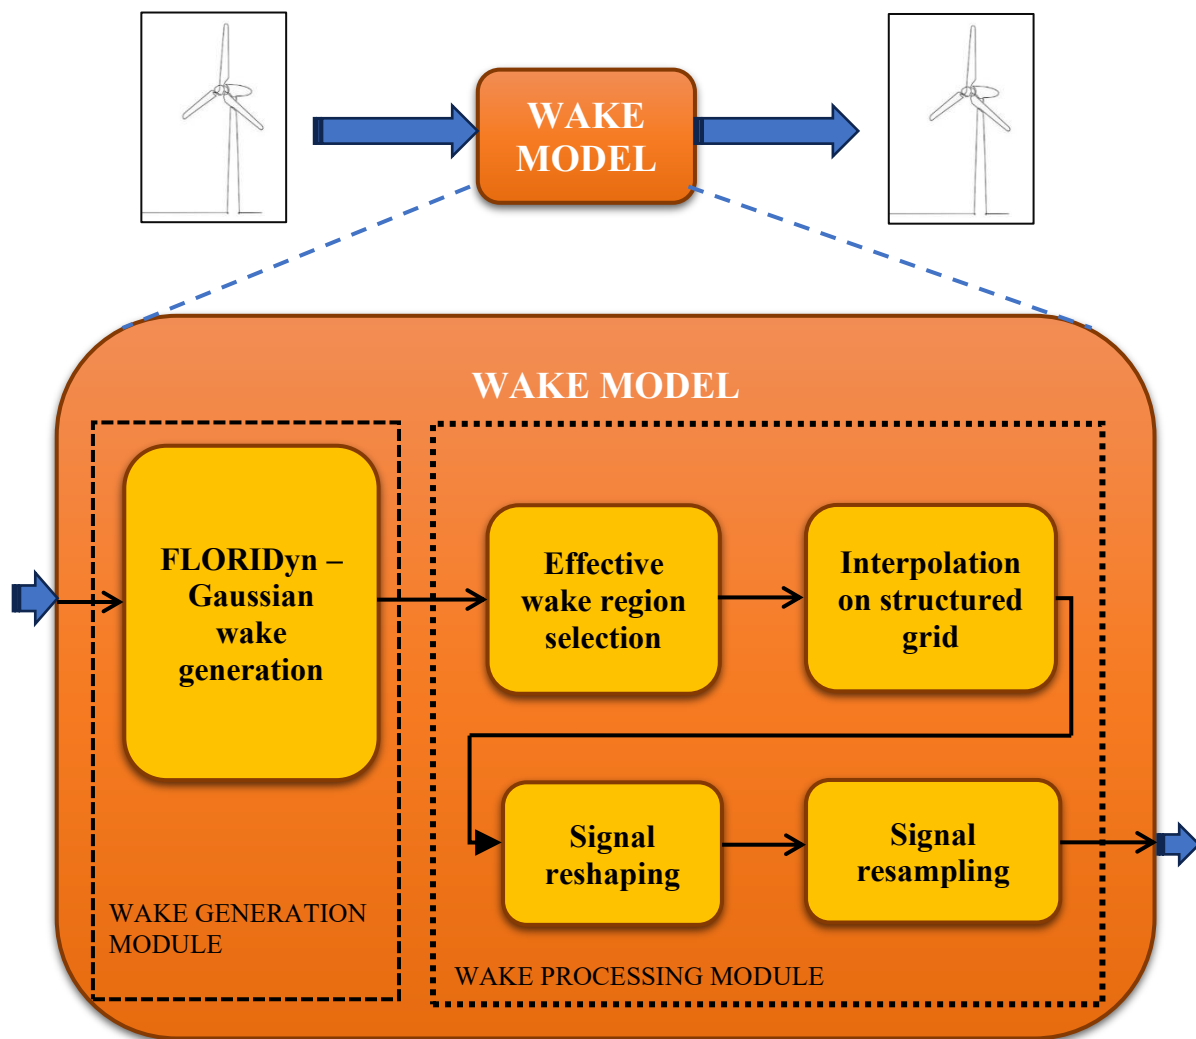 WAKE
MODEL
WAKE MODEL
FLORIDyn –
Gaussian
wake
generation
Effective
wake region
selection
Interpolation
on structured
grid
Signal
reshaping
Signal
resampling
WAKE GENERATION
MODULE
WAKE PROCESSING MODULE